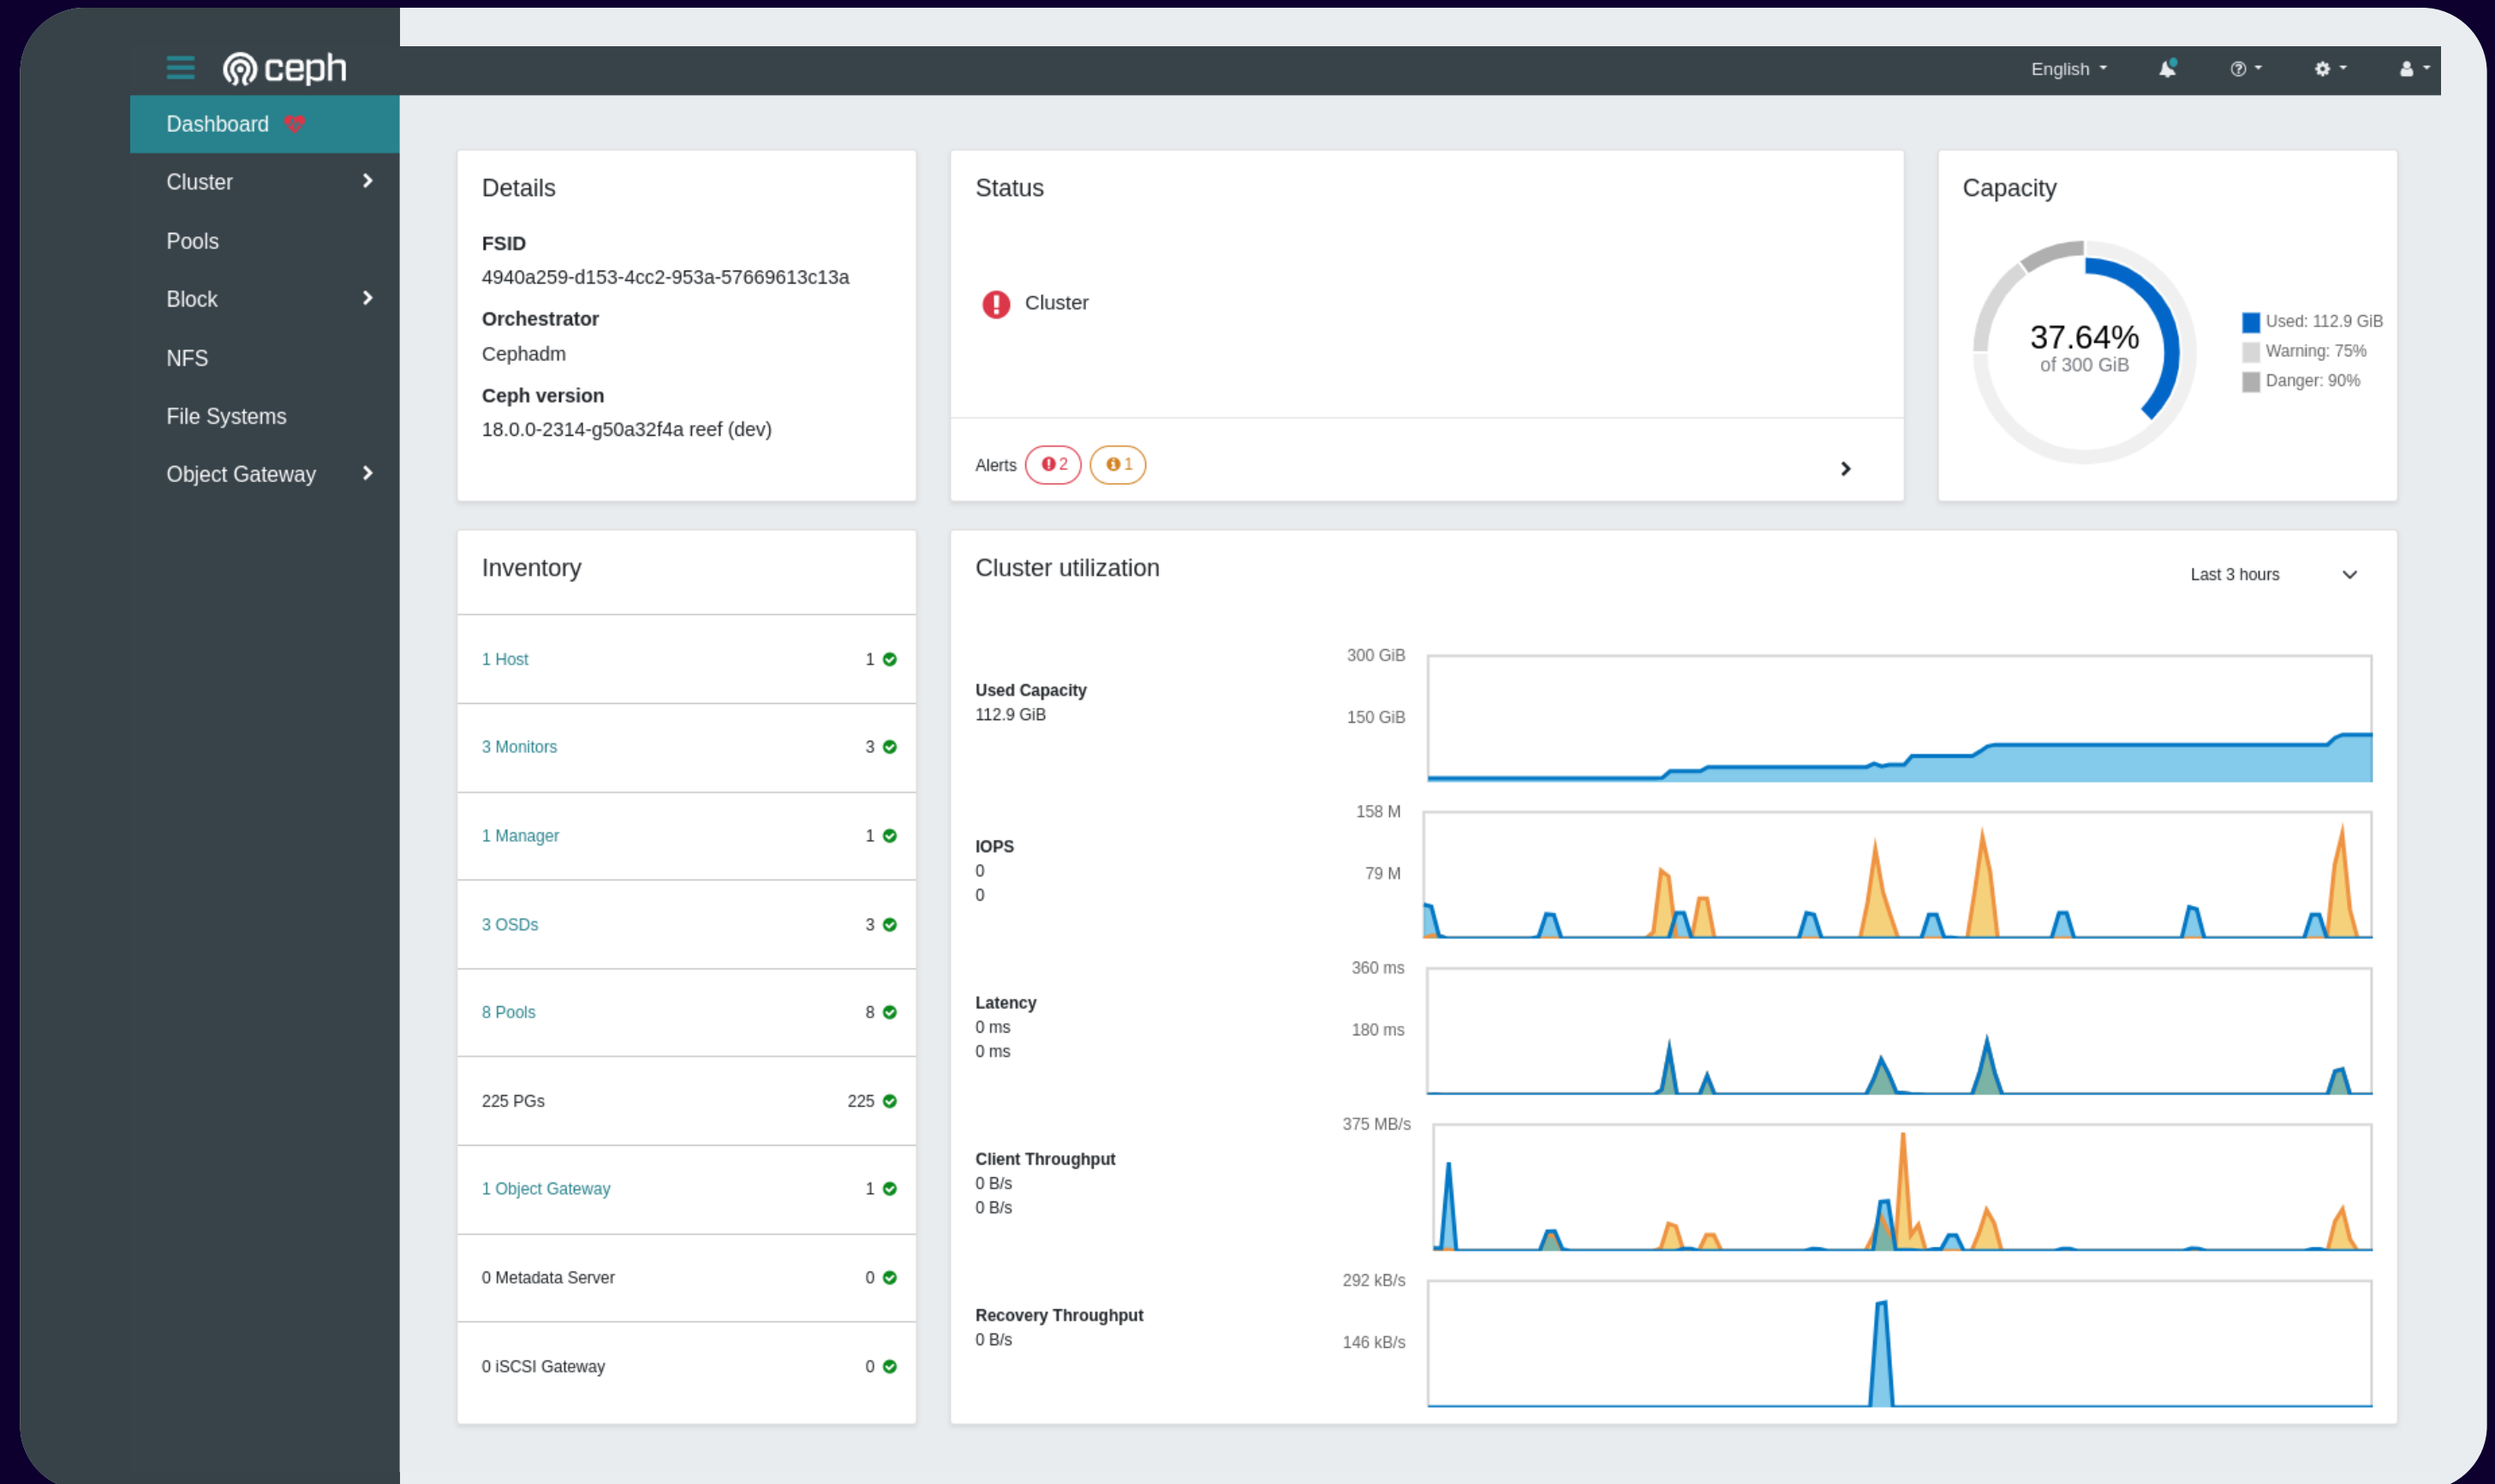 ceph
English
Dashboard
Cluster
Pools
Block
NFS
File Systems
Object Gateway
Details
FSID
4940a259-d153-4cc2-953a-57669613c13a
Orchestrator
Cephadm
Ceph version
18.0.0-2314-g50a32f4a reef (dev)
Status
Cluster
Alerts 2 1
Capacity
37.64%
of 300 GiB
Used: 112.9 GiB
Warning: 75%
Danger: 90%
Inventory
1 Host 1
3 Monitors 3
1 Manager 1
3 OSDs 3
8 Pools 8
225 PGs 225
1 Object Gateway 1
0 Metadata Server 0
0 iSCSI Gateway 0
Cluster utilization
Last 3 hours
Used Capacity
112.9 GiB
300 GiB
150 GiB
IOPS
0
0
158 M
79 M
Latency
0 ms
0 ms
360 ms
180 ms
Client Throughput
0 B/s
0 B/s
375 MB/s
Recovery Throughput
0 B/s
292 kB/s
146 kB/s